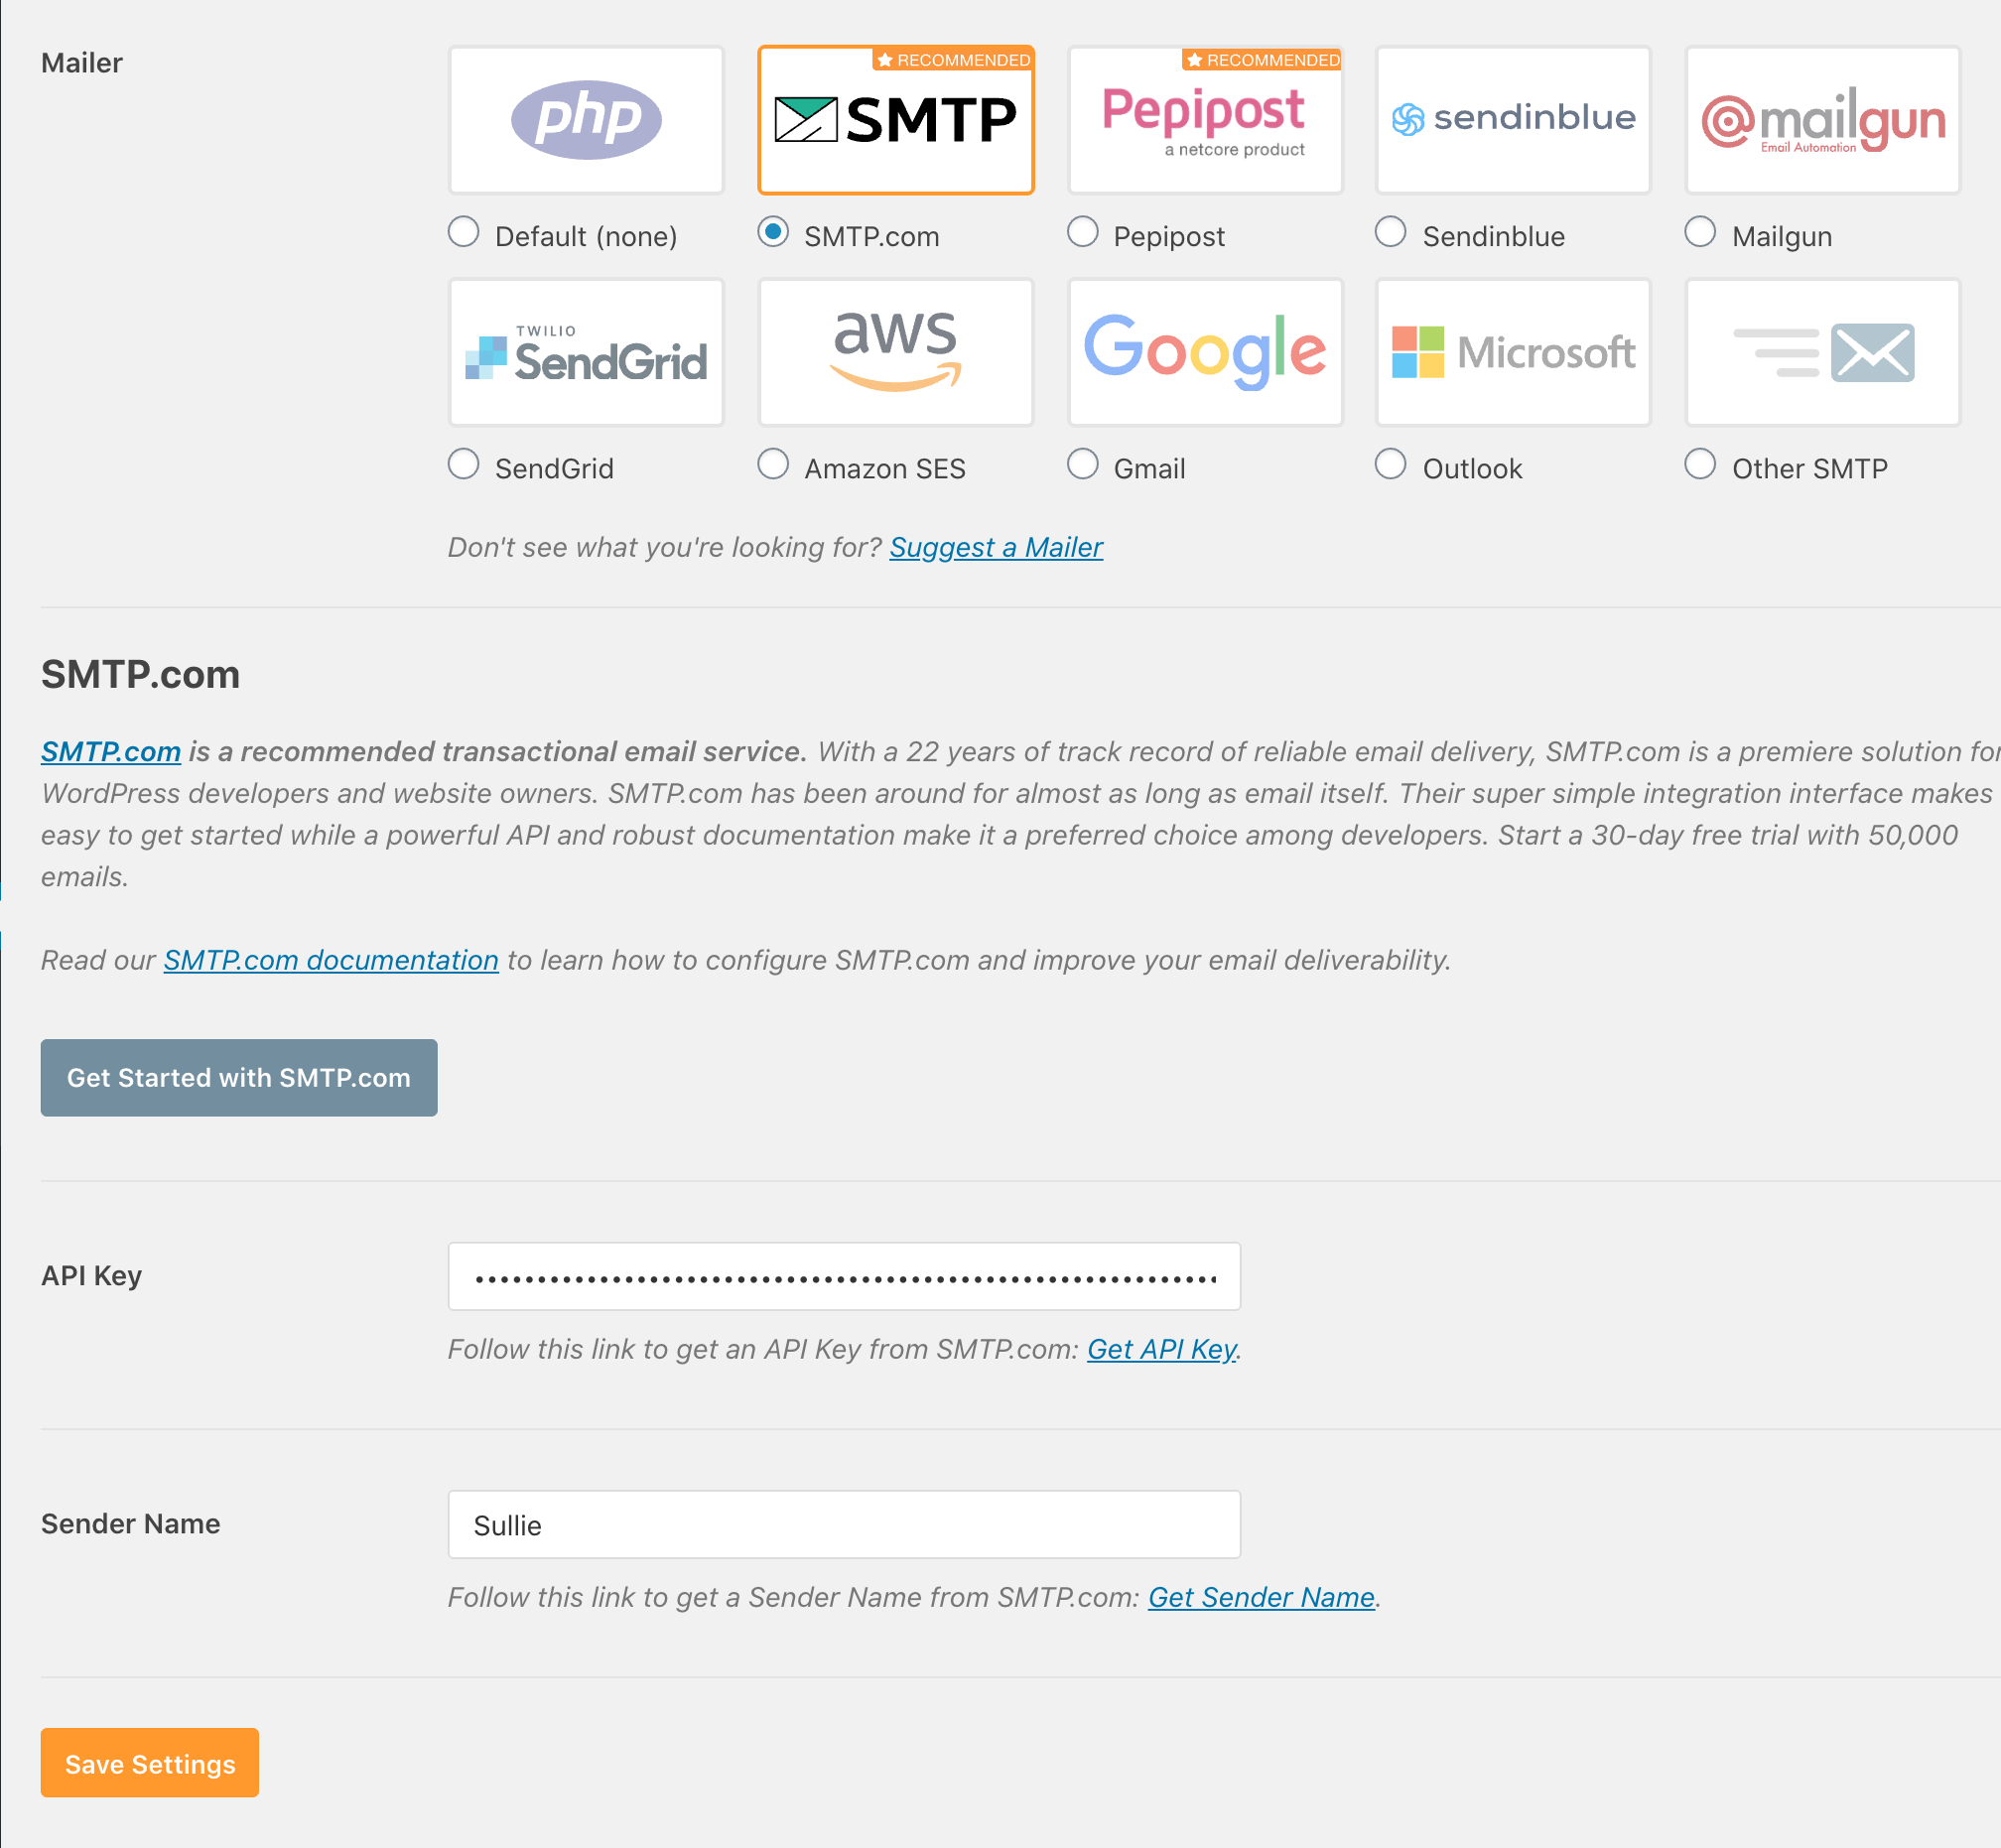 Mailer
php
RECOMMENDED
SMTP
RECOMMENDED
Pepipost
a netcore product
sendinblue
@mailgun
Email Automation
Default (none)
SMTP.com
Pepipost
Sendinblue
Mailgun
TWILIO
SendGrid
aws
Google
Microsoft
SendGrid
Amazon SES
Gmail
Outlook
Other SMTP
Don't see what you're looking for? Suggest a Mailer
SMTP.com
SMTP.com is a recommended transactional email service. With a 22 years of track record of reliable email delivery, SMTP.com is a premiere solution for
WordPress developers and website owners. SMTP.com has been around for almost as long as email itself. Their super simple integration interface makes
easy to get started while a powerful API and robust documentation make it a preferred choice among developers. Start a 30-day free trial with 50,000
emails.
Read our SMTP.com documentation to learn how to configure SMTP.com and improve your email deliverability.
Get Started with SMTP.com
API Key
Follow this link to get an API Key from SMTP.com: Get API Key.
Sender Name
Sullie
Follow this link to get a Sender Name from SMTP.com: Get Sender Name.
Save Settings